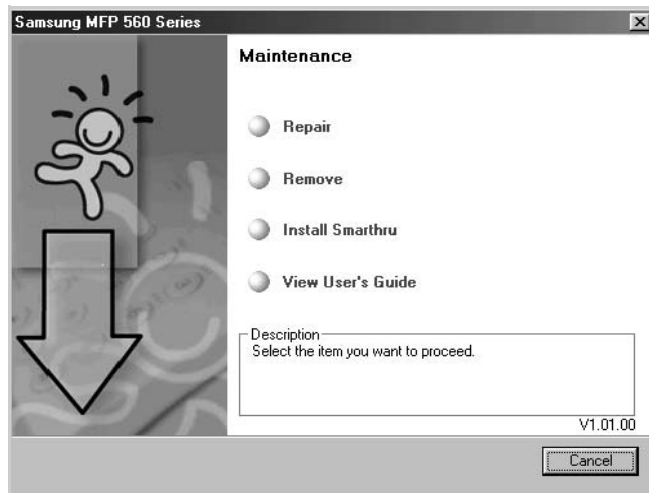 Samsung MFP 560 Series
Maintenance
Repair
Remove
Install Smarthru
View User's Guide
Description
Select the item you want to proceed.
V1.01.00
Cancel